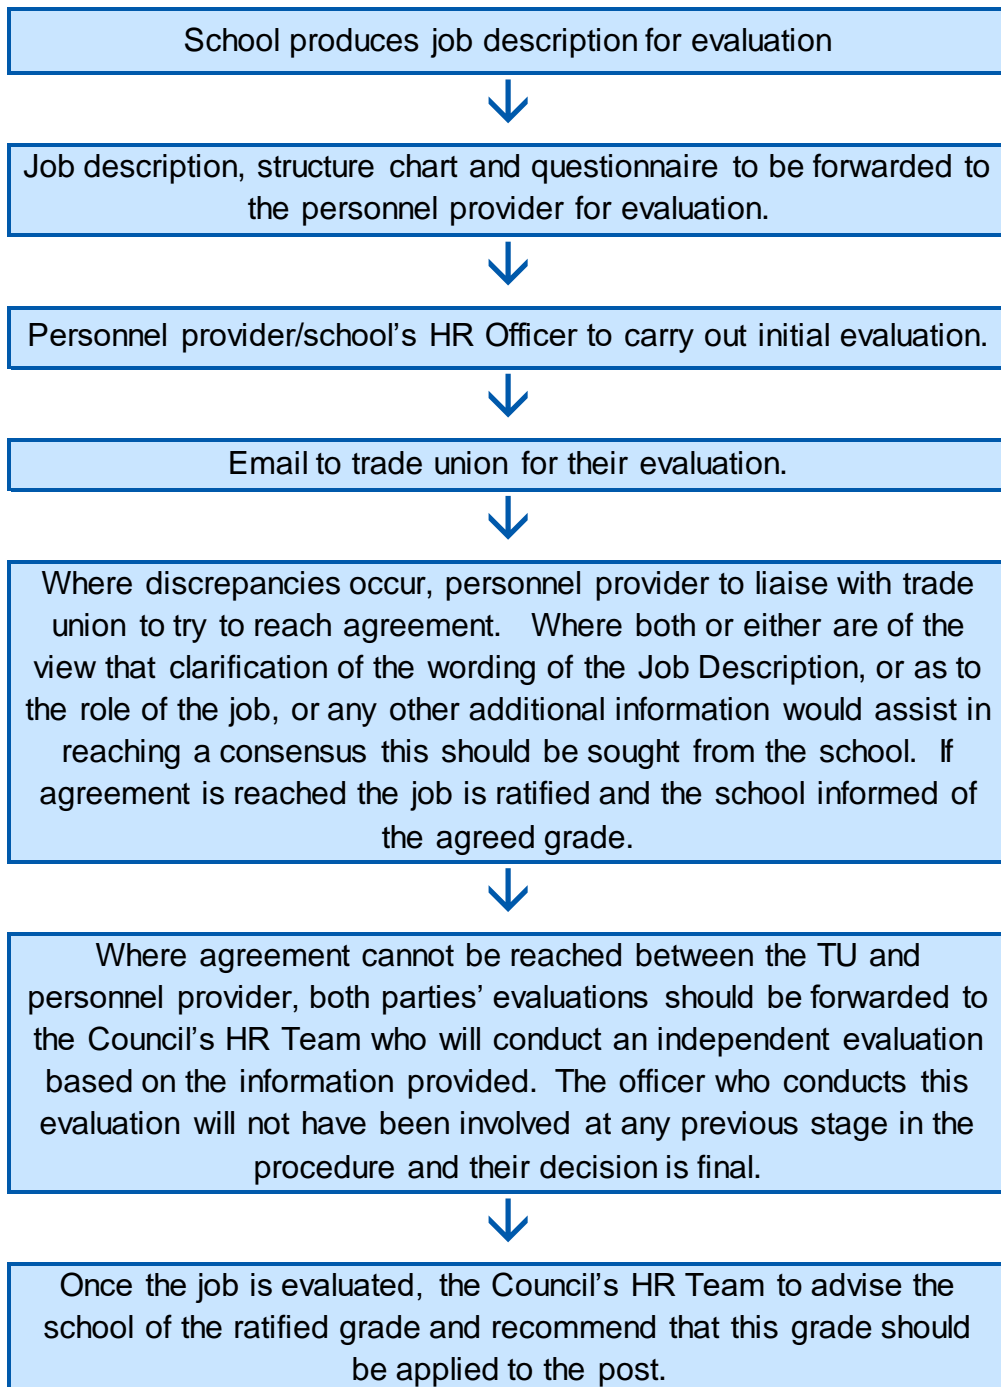 School produces job description for evaluation
Job description, structure chart and questionnaire to be forwarded to
the personnel provider for evaluation.
Personnel provider/school’s HR Officer to carry out initial evaluation.
Email to trade union for their evaluation.
Where discrepancies occur, personnel provider to liaise with trade
union to try to reach agreement. Where both or either are of the
view that clarification of the wording of the Job Description, or as to
the role of the job, or any other additional information would assist in
reaching a consensus this should be sought from the school. If
agreement is reached the job is ratified and the school informed of
the agreed grade.
Where agreement cannot be reached between the TU and
personnel provider, both parties’ evaluations should be forwarded to
the Council’s HR Team who will conduct an independent evaluation
based on the information provided. The officer who conducts this
evaluation will not have been involved at any previous stage in the
procedure and their decision is final.
Once the job is evaluated, the Council’s HR Team to advise the
school of the ratified grade and recommend that this grade should
be applied to the post.